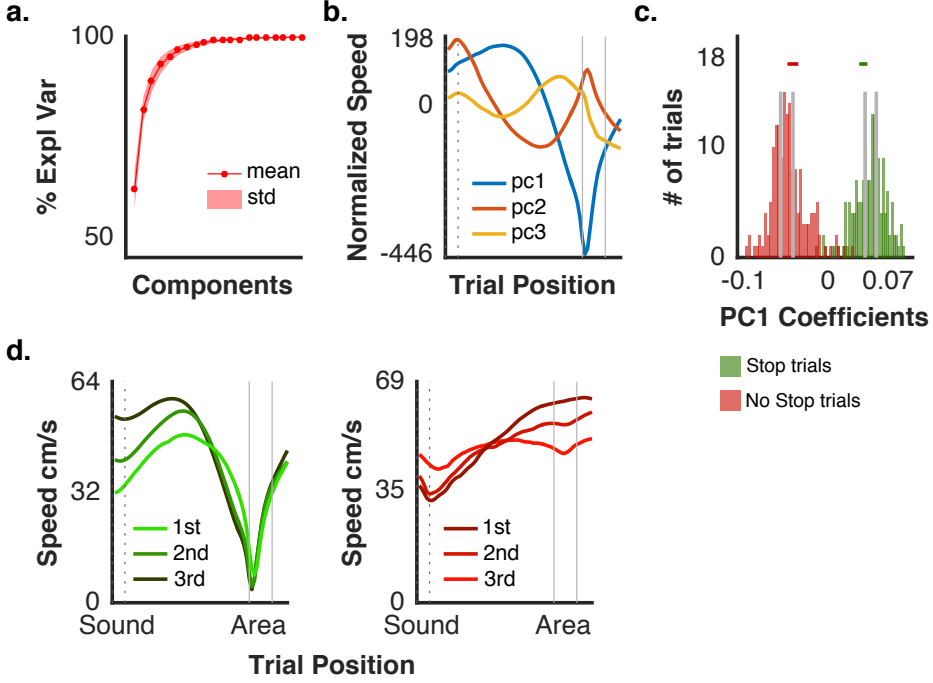 a.
100
50
% Expl Var
mean
std
Components
b.
198
0
-446
Normalized Speed
pc1
pc2
pc3
Trial Position
c.
18
10
0
# of trials
-0.1
0
0.07
PC1 Coefficients
Stop trials
No Stop trials
d.
64
32
0
Speed cm/s
1st
2nd
3rd
Sound
Area
69
35
0
Speed cm/s
1st
2nd
3rd
Sound
Area
Trial Position